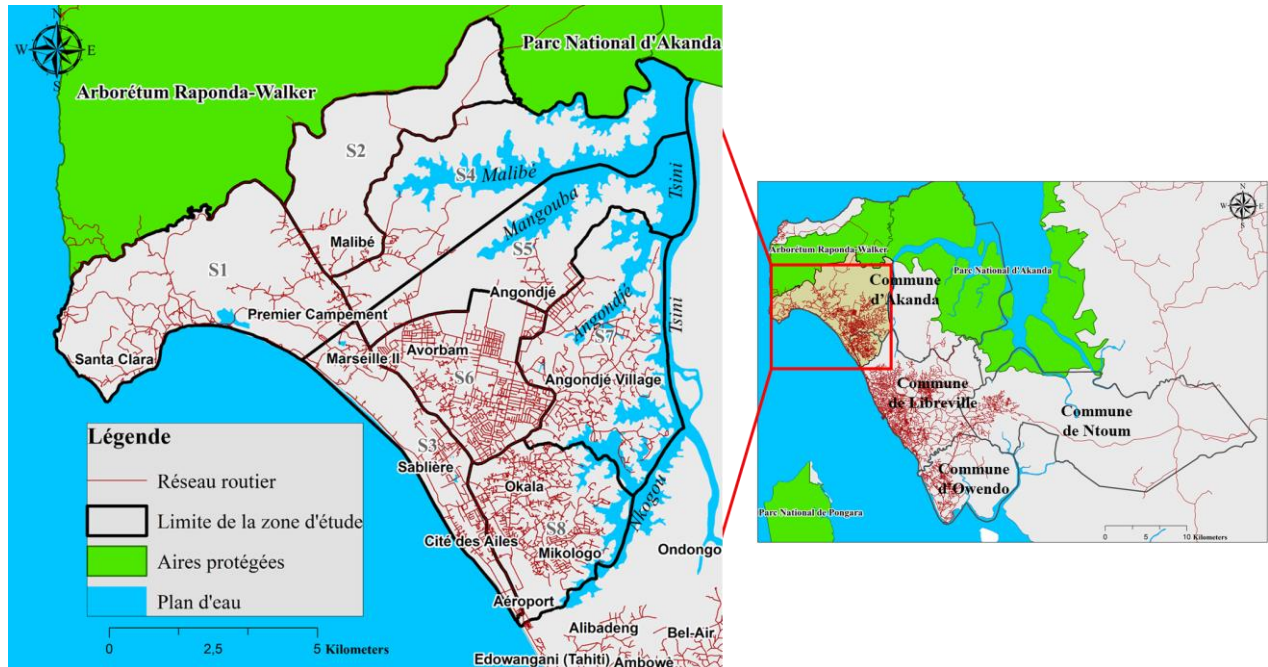 N
W E
S
Parc National d'Akanda
Arborétum Raponda-Walker
S2
S4 Malibé
Tsini
Mangouba
Malibé
S1
S5
Angondjé
Premier Campement
Angondjé
Tsini
Marseille II
Avorbam
S7
Santa Clara
S6
Angondjé Village
S3
Sablière
Okala
Nkogou
S8
Cité des Ailes
Mikologo
Ondongo
Aéroport
Alibadeng
Bel-Air
Edowangani (Tahiti)
Ambowè
Légende
Réseau routier
Limite de la zone d'étude
Aires protégées
Plan d'eau
0 2,5 5 Kilometers
N
W E
S
Arborétum Raponda-Walker
Parc National d'Akanda
Commune
d'Akanda
Commune
de Libreville
Commune
de Ntoum
Commune
d'Owendo
Parc National de Pongara
0 5 10
Kilometers